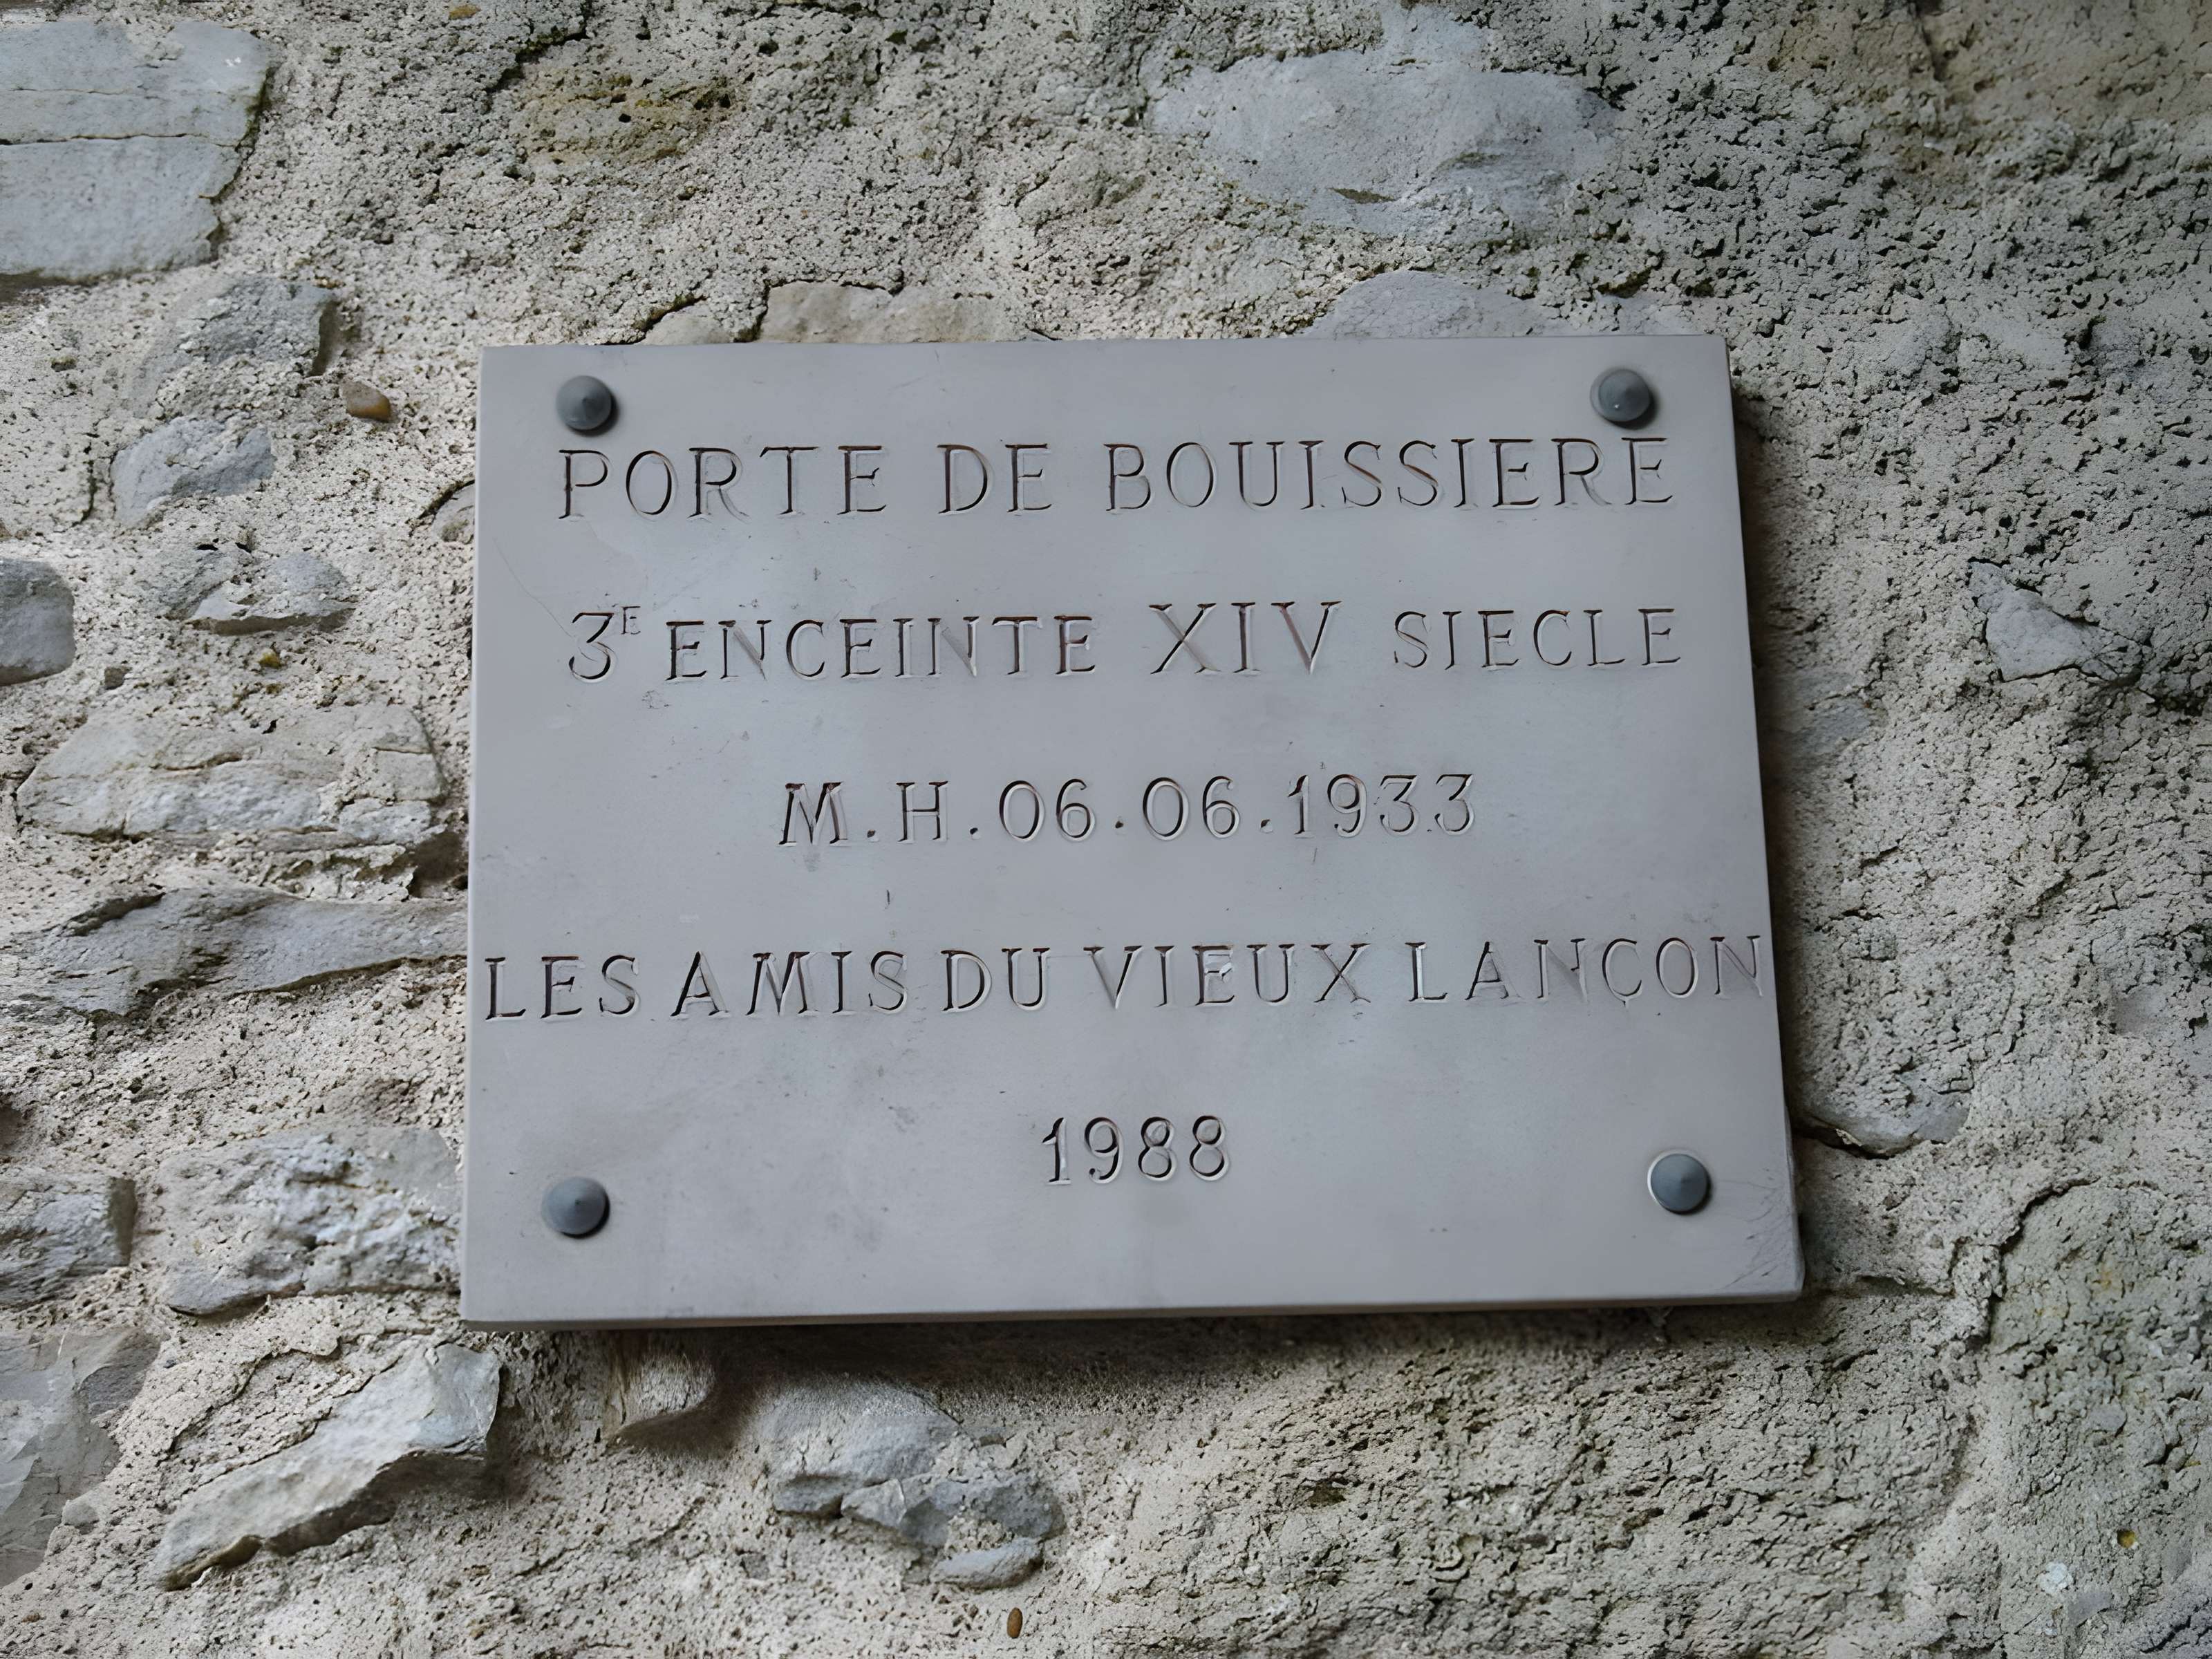 PORTE DE BOUISSIERE
3E ENCEINTE XIV SIECLE
M.H.06.06.1933
LES AMIS DU VIEUX LANÇON
1988